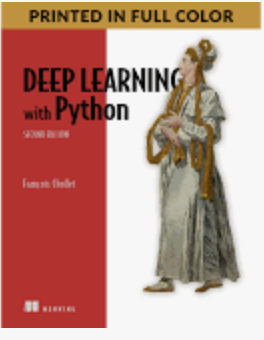 PRINTED IN FULL COLOR
DEEP LEARNING
with Python
SECOND EDITION
François Chollet
MANNING